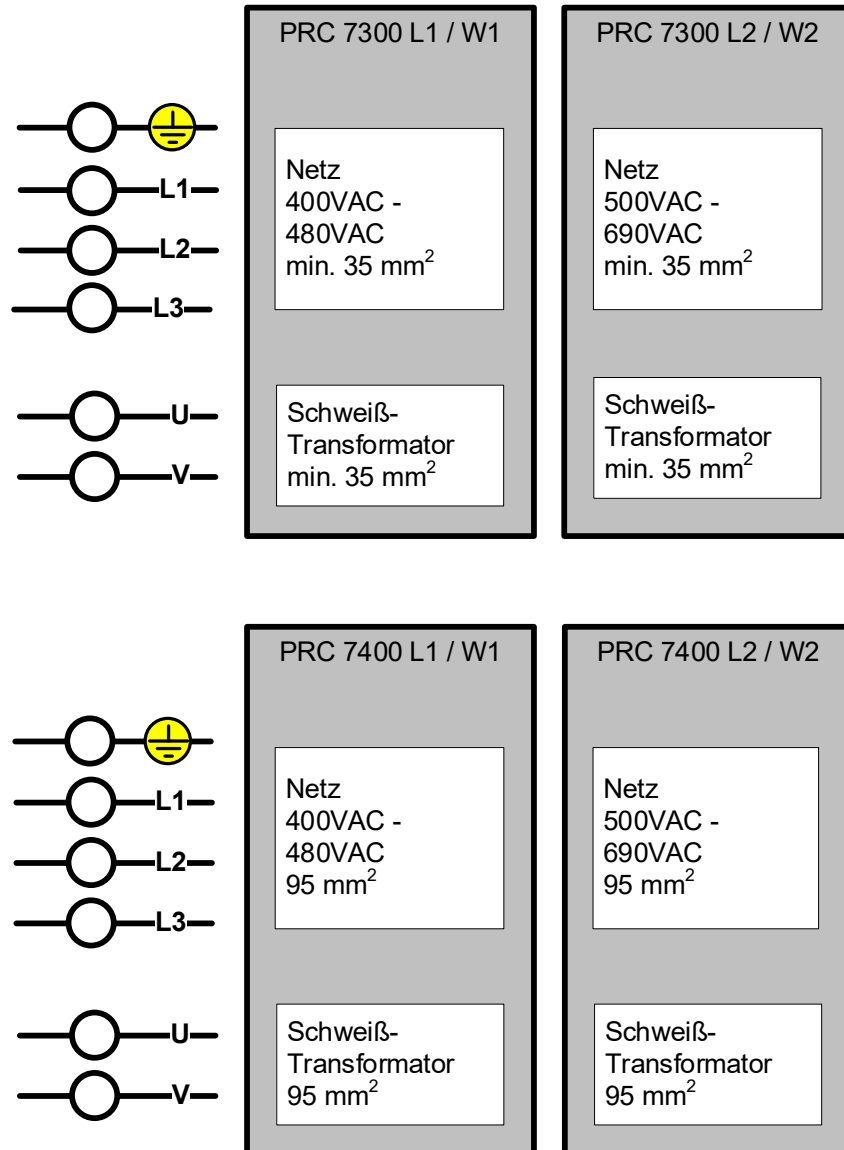 PRC 7300 L1 / W1
PRC 7300 L2 / W2
L1
L2
L3
U
V
Netz
400VAC -
480VAC
min. 35 mm²
Schweiß-
Transformator
min. 35 mm²
Netz
500VAC -
690VAC
min. 35 mm²
Schweiß-
Transformator
min. 35 mm²
PRC 7400 L1 / W1
PRC 7400 L2 / W2
L1
L2
L3
U
V
Netz
400VAC -
480VAC
95 mm²
Schweiß-
Transformator
95 mm²
Netz
500VAC -
690VAC
95 mm²
Schweiß-
Transformator
95 mm²